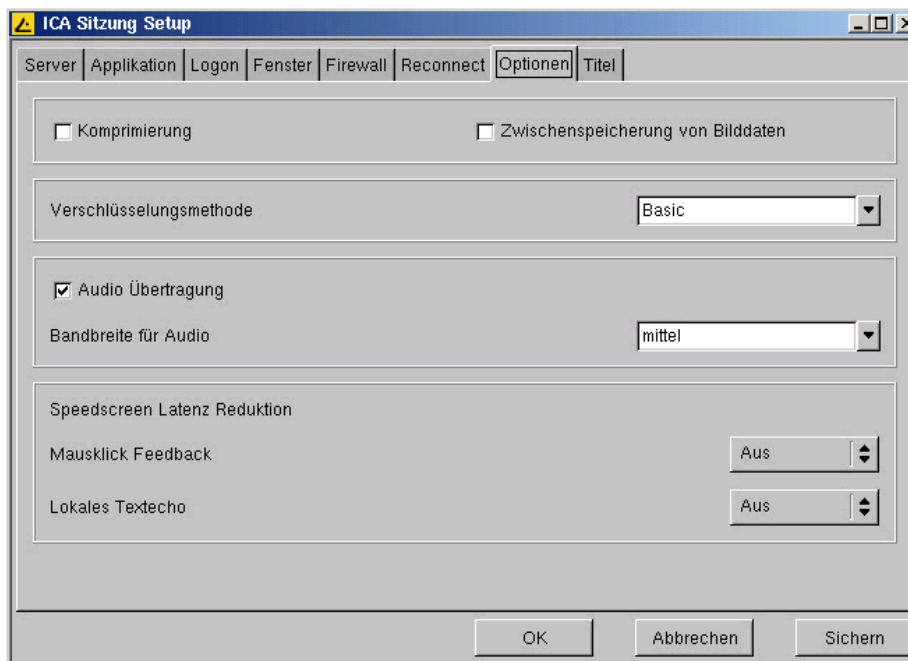 ICA Sitzung Setup
Server Applikation Logon Fenster Firewall Reconnect Optionen Titel
Komprimierung Zwischenspeicherung von Bilddaten
Verschlüsselungsmethode Basic
Audio Übertragung
Bandbreite für Audio mittel
Speedscreen Latenz Reduktion
Mausklick Feedback Aus
Lokales Textecho Aus
OK Abbrechen Sichern